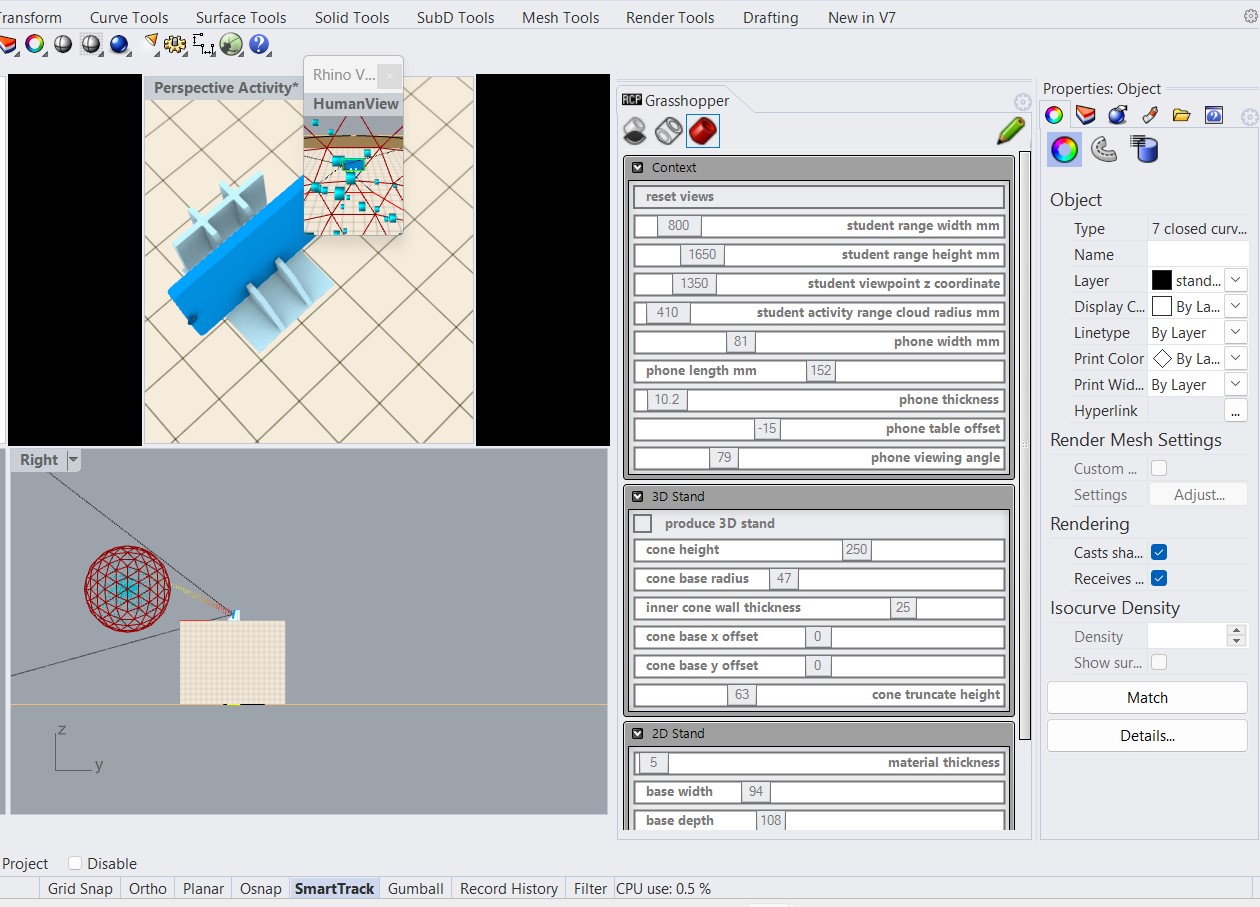 ransform Curve Tools Surface Tools Solid Tools SubD Tools Mesh Tools Render Tools Drafting New in V7
Perspective Activity*
Rhino V...
HumanView
Right
z
y
RCP Grasshopper
Context
reset views
800 student range width mm
1650 student range height mm
1350 student viewpoint z coordinate
410 student activity range cloud radius mm
81 phone width mm
phone length mm 152
10.2 phone thickness
-15 phone table offset
79 phone viewing angle
3D Stand
produce 3D stand
cone height 250
cone base radius 47
inner cone wall thickness 25
cone base x offset 0
cone base y offset 0
63 cone truncate height
2D Stand
5 material thickness
base width 94
base depth 108
Properties: Object
Object
Type 7 closed curv...
Name
Layer stand...
Display C... By La...
Linetype By Layer
Print Color By La...
Print Wid... By Layer
Hyperlink ...
Render Mesh Settings
Custom ...
Settings Adjust...
Rendering
Casts sha...
Receives ...
Isocurve Density
Density
Show sur...
Match
Details...
Project Disable
Grid Snap Ortho Planar Osnap SmartTrack Gumball Record History Filter CPU use: 0.5 %